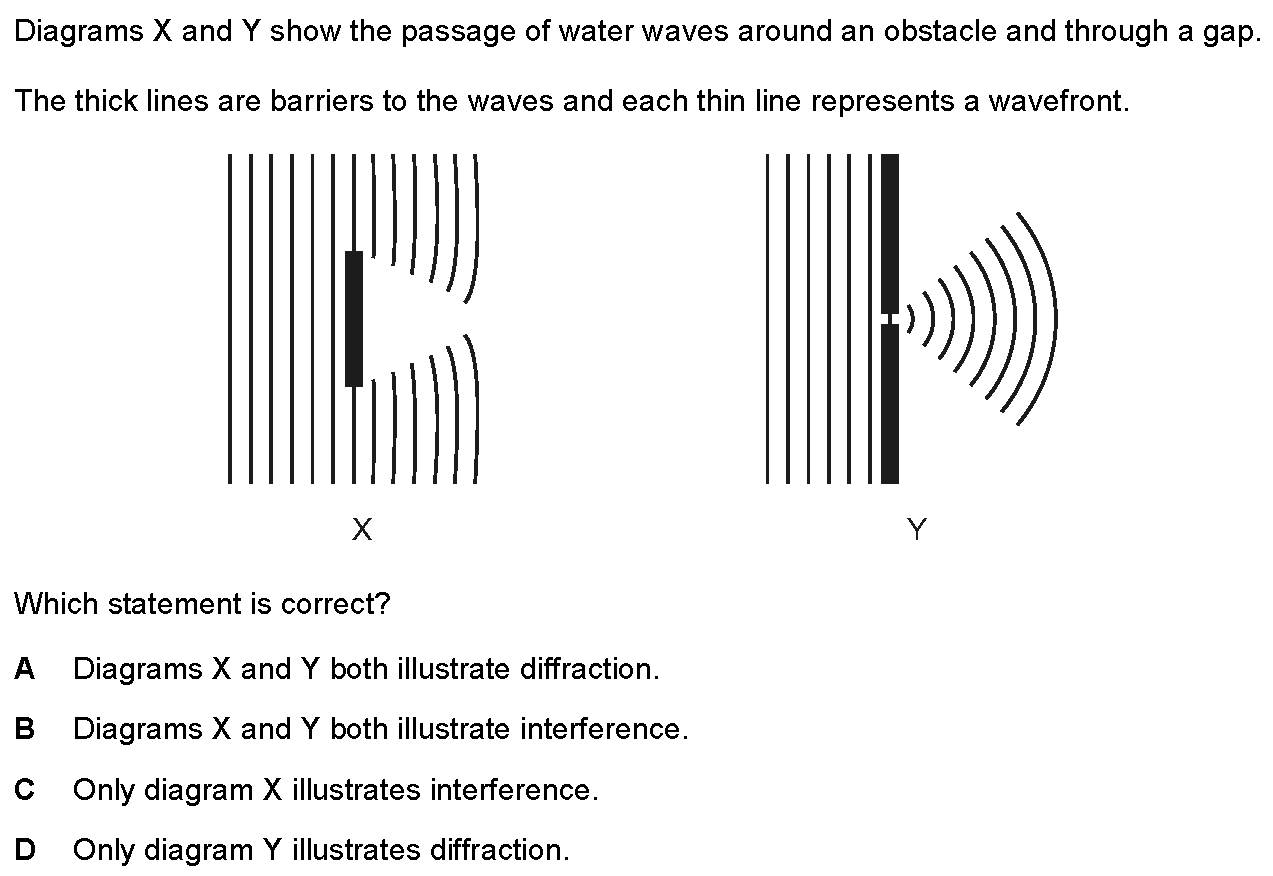 Diagrams X and Y show the passage of water waves around an obstacle and through a gap.
The thick lines are barriers to the waves and each thin line represents a wavefront.
X
Y
Which statement is correct?
A Diagrams X and Y both illustrate diffraction.
B Diagrams X and Y both illustrate interference.
C Only diagram X illustrates interference.
D Only diagram Y illustrates diffraction.